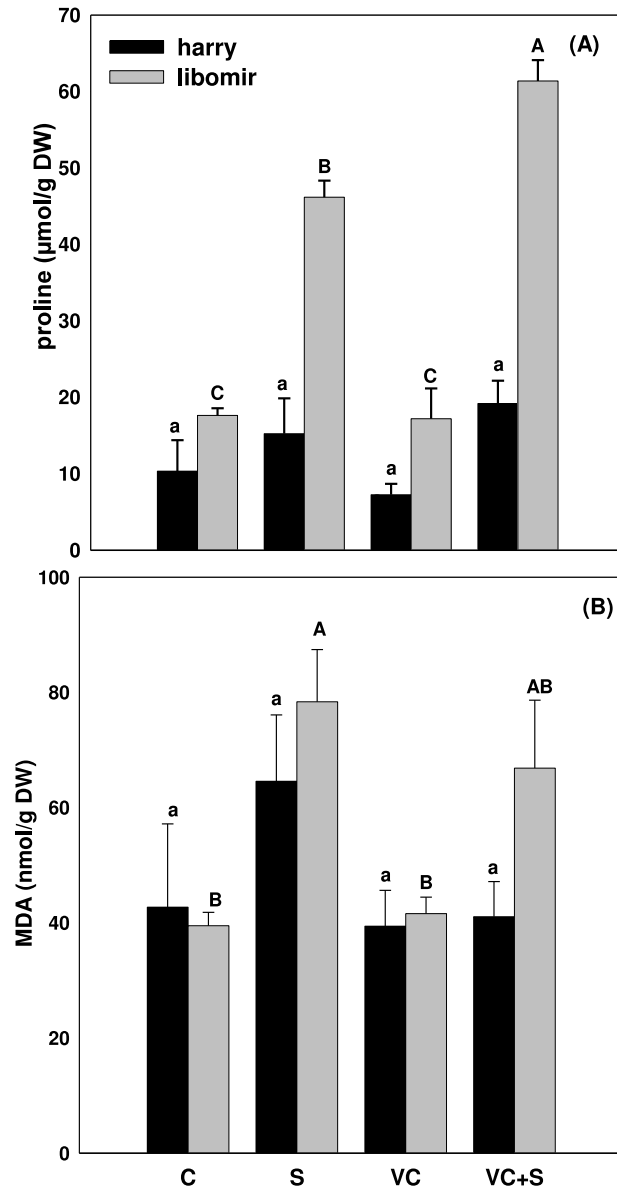 70
(A)
harry
libomir
A
60
50
B
40
30
20
10
0
proline (µmol/g DW)
a
C
a
a
C
a
100
(B)
A
80
AB
a
60
a
a
B
a
B
40
20
0
MDA (nmol/g DW)
C S VC VC+S